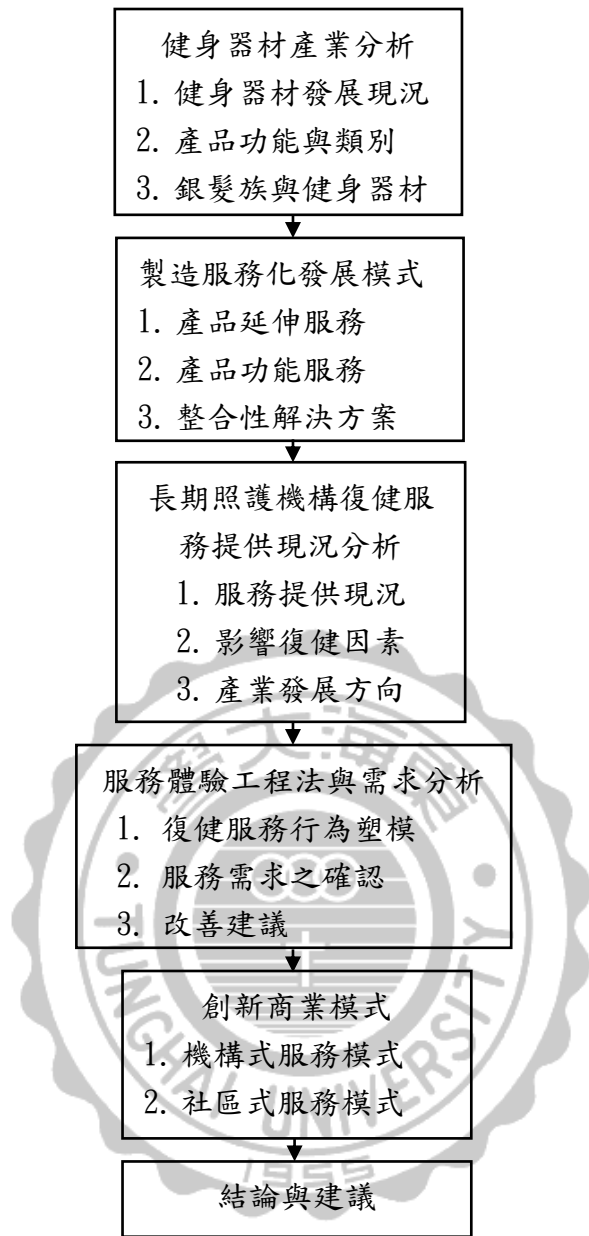 健身器材產業分析
1. 健身器材發展現況
2. 產品功能與類別
3. 銀髮族與健身器材
製造服務化發展模式
1. 產品延伸服務
2. 產品功能服務
3. 整合性解決方案
長期照護機構復健服
務提供現況分析
1. 服務提供現況
2. 影響復健因素
3. 產業發展方向
服務體驗工程法與需求分析
1. 復健服務行為塑模
2. 服務需求之確認
3. 改善建議
創新商業模式
1. 機構式服務模式
2. 社區式服務模式
結論與建議
學大海東
TUNGHAI UNIVERSITY
1955